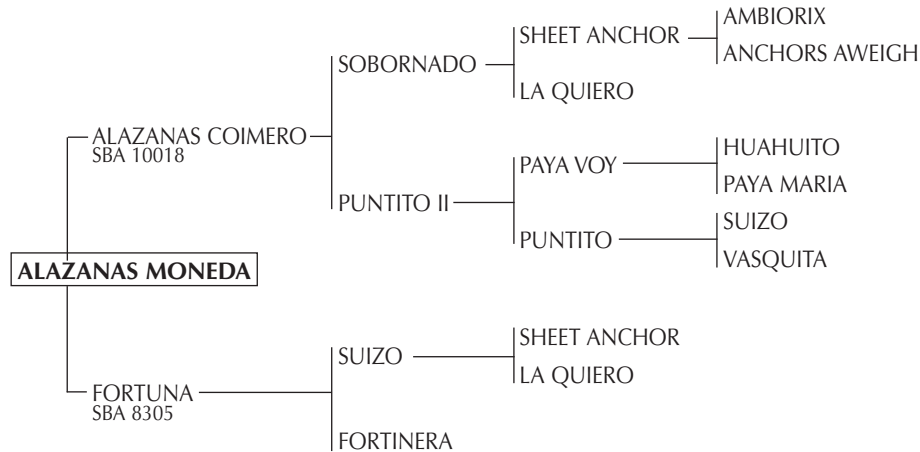 AMBIORIX
SHEET ANCHOR
ANCHORS AWEIGH
SOBORNADO
LA QUIERO
ALAZANAS COIMERO
SBA 10018
HUAHUITO
PAYA VOY
PAYA MARIA
PUNTITO II
SUIZO
PUNTITO
VASQUITA
ALAZANAS MONEDA
SHEET ANCHOR
SUIZO
LA QUIERO
FORTUNA
SBA 8305
FORTINERA